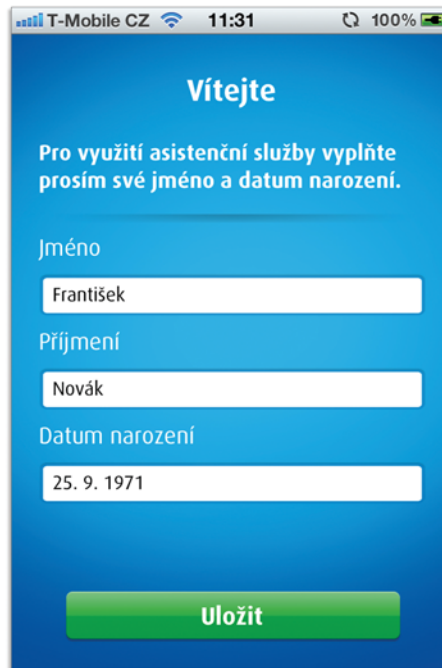 T-Mobile CZ 11:31 100%
Vítejte
Pro využití asistenční služby vyplňte
prosím své jméno a datum narození.
Jméno
František
Příjmení
Novák
Datum narození
25. 9. 1971
Uložit